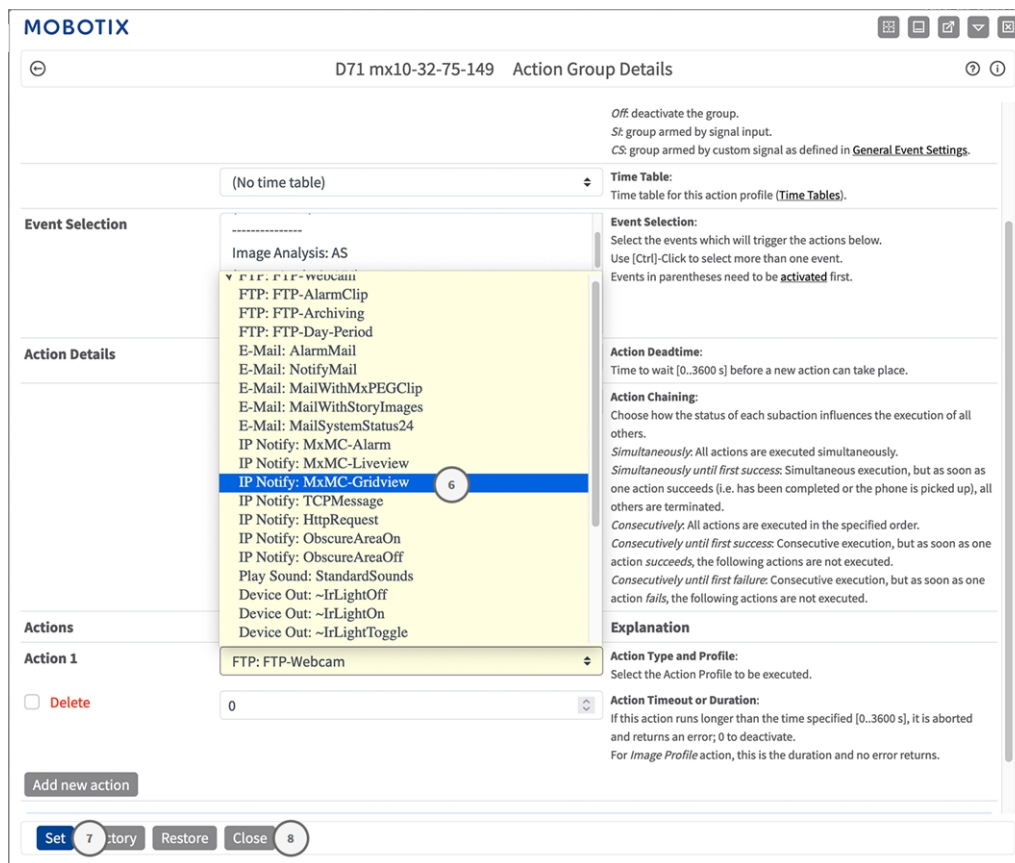 MOBOTIX
D71 mx10-32-75-149 Action Group Details
Off: deactivate the group.
SI: group armed by signal input.
CS: group armed by custom signal as defined in General Event Settings.
(No time table)
Time Table:
Time table for this action profile (Time Tables).
Event Selection
---------------
Image Analysis: AS
Event Selection:
Select the events which will trigger the actions below.
Use [Ctrl]-Click to select more than one event.
Events in parentheses need to be activated first.
FTP: FTP-Webcam
FTP: FTP-AlarmClip
FTP: FTP-Archiving
FTP: FTP-Day-Period
E-Mail: AlarmMail
E-Mail: NotifyMail
E-Mail: MailWithMxPEGClip
E-Mail: MailWithStoryImages
E-Mail: MailSystemStatus24
IP Notify: MxMC-Alarm
IP Notify: MxMC-Liveview
IP Notify: MxMC-Gridview 6
IP Notify: TCPMessage
IP Notify: HttpRequest
IP Notify: ObscureAreaOn
IP Notify: ObscureAreaOff
Play Sound: StandardSounds
Device Out: ~IrLightOff
Device Out: ~IrLightOn
Device Out: ~IrLightToggle
Action Details
Action Deadtime:
Time to wait [0..3600 s] before a new action can take place.
Action Chaining:
Choose how the status of each subaction influences the execution of all
others.
Simultaneously: All actions are executed simultaneously.
Simultaneously until first success: Simultaneous execution, but as soon as
one action succeeds (i.e. has been completed or the phone is picked up), all
others are terminated.
Consecutively: All actions are executed in the specified order.
Consecutively until first success: Consecutive execution, but as soon as one
action succeeds, the following actions are not executed.
Consecutively until first failure: Consecutive execution, but as soon as one
action fails, the following actions are not executed.
Actions
Explanation
Action 1
FTP: FTP-Webcam
Action Type and Profile:
Select the Action Profile to be executed.
Delete
0
Action Timeout or Duration:
If this action runs longer than the time specified [0..3600 s], it is aborted
and returns an error; 0 to deactivate.
For Image Profile action, this is the duration and no error returns.
Add new action
Set 7 tory Restore Close 8